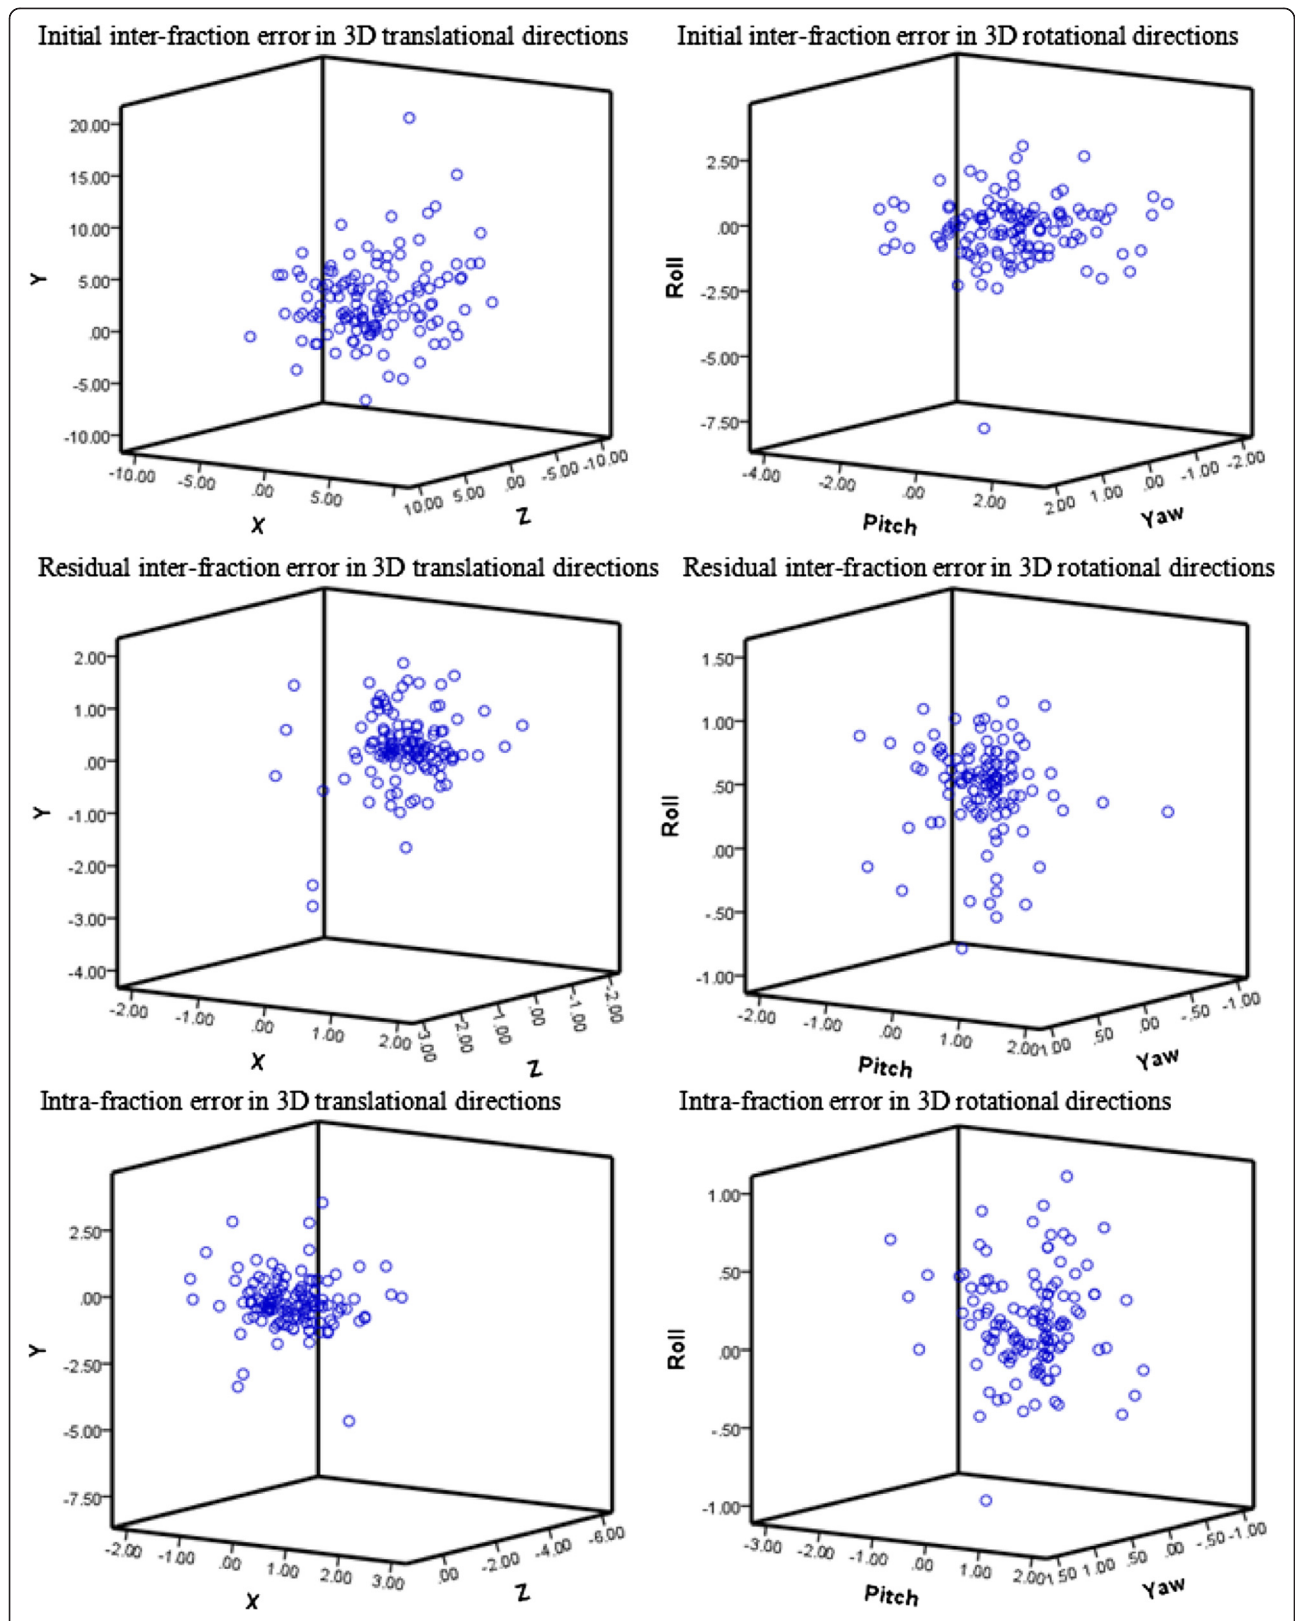 Initial inter-fraction error in 3D translational directions
20.00
15.00
10.00
5.00
.00
-5.00
-10.00
Y
-10.00 -5.00 .00 5.00 10.00
X
5.00 .00 -5.00 -10.00
Z
Initial inter-fraction error in 3D rotational directions
2.50
.00
-2.50
-5.00
-7.50
Roll
-4.00 -2.00 .00 2.00
Pitch
2.00 1.00 .00 -1.00 -2.00
Yaw
Residual inter-fraction error in 3D translational directions
2.00
1.00
.00
-1.00
-2.00
-3.00
-4.00
Y
-2.00 -1.00 .00 1.00 2.00
X
3.00 2.00 1.00 .00 -1.00 -2.00
Z
Residual inter-fraction error in 3D rotational directions
1.50
1.00
.50
.00
-.50
-1.00
Roll
-2.00 -1.00 .00 1.00 2.00
Pitch
1.00 .50 .00 -.50 -1.00
Yaw
Intra-fraction error in 3D translational directions
2.50
.00
-2.50
-5.00
-7.50
Y
-2.00 -1.00 .00 1.00 2.00 3.00
X
.00 -2.00 -4.00 -6.00
Z
Intra-fraction error in 3D rotational directions
1.00
.50
.00
-.50
-1.00
Roll
-3.00 -2.00 -1.00 .00 1.00 2.00
Pitch
1.50 1.00 .50 .00 -.50 -1.00
Yaw